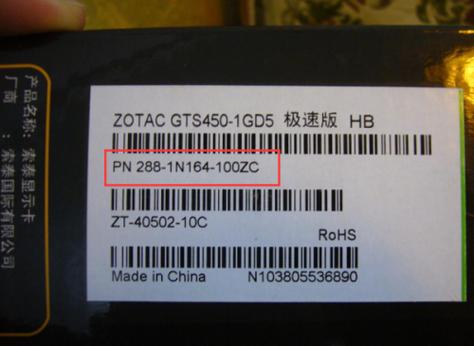 ZOTAC GTS450-1GD5 极速版 HB
PN 288-1N164-100ZC
ZT-40502-10C
RoHS
Made in China N103805536890
产品名称: 索泰显示卡
厂商 : 索泰国际有限公司